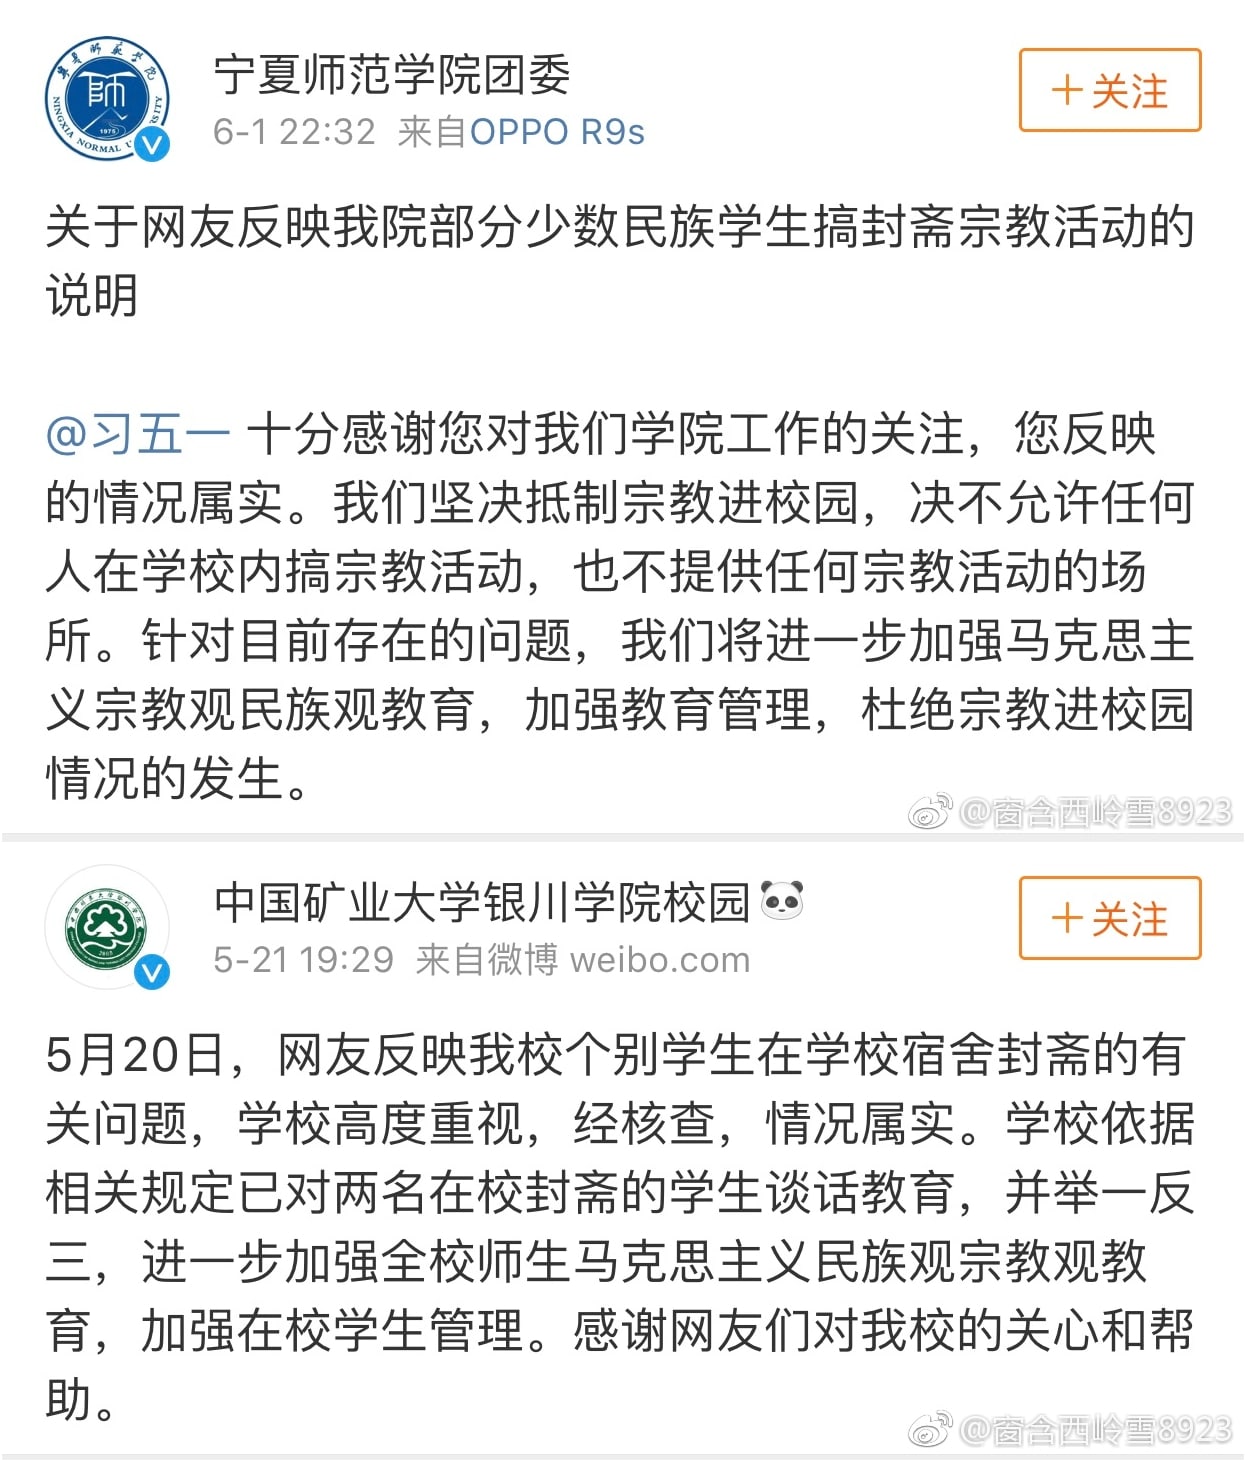 宁夏师范学院团委
6-1 22:32 来自OPPO R9s
＋关注
关于网友反映我院部分少数民族学生搞封斋宗教活动的
说明
@习五一 十分感谢您对我们学院工作的关注，您反映
的情况属实。我们坚决抵制宗教进校园，决不允许任何
人在学校内搞宗教活动，也不提供任何宗教活动的场
所。针对目前存在的问题，我们将进一步加强马克思主
义宗教观民族观教育，加强教育管理，杜绝宗教进校园
情况的发生。
@窗含西岭雪8923
中国矿业大学银川学院校园🐼
5-21 19:29 来自微博 weibo.com
＋关注
5月20日，网友反映我校个别学生在学校宿舍封斋的有
关问题，学校高度重视，经核查，情况属实。学校依据
相关规定已对两名在校封斋的学生谈话教育，并举一反
三，进一步加强全校师生马克思主义民族观宗教观教
育，加强在校学生管理。感谢网友们对我校的关心和帮
助。
@窗含西岭雪8923